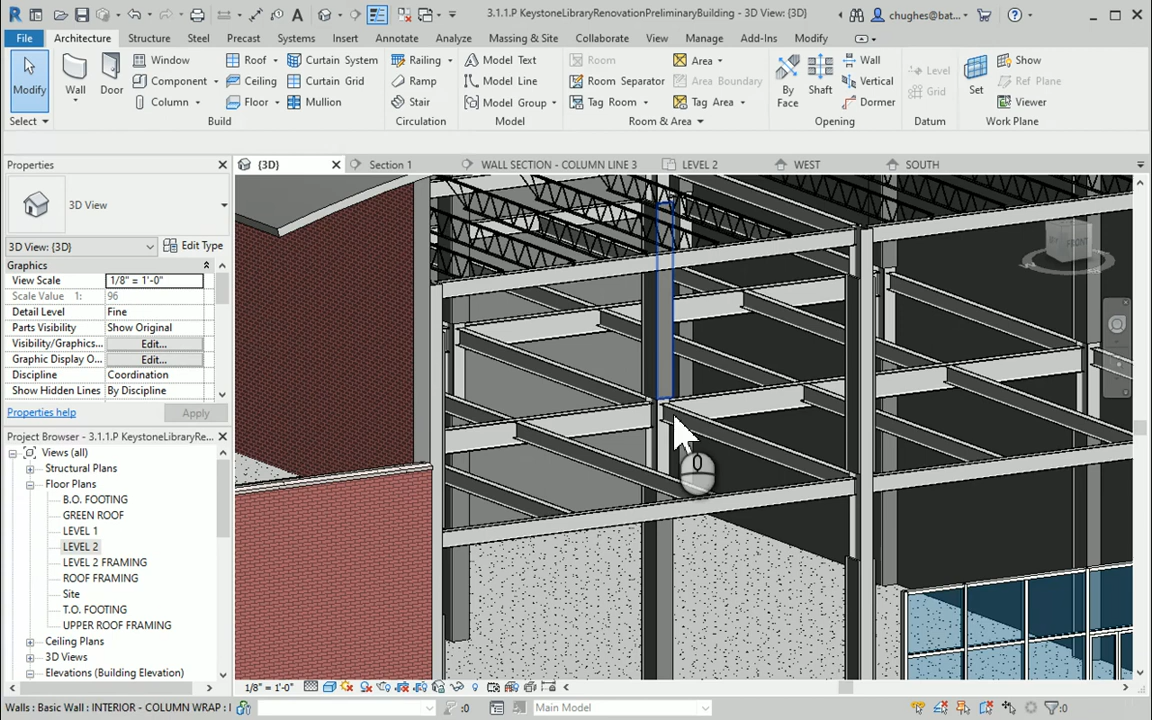 3.1.1.P KeystoneLibraryRenovationPreliminaryBuilding - 3D View: {3D}
chughes@bat...
File Architecture Structure Steel Precast Systems Insert Annotate Analyze Massing & Site Collaborate View Manage Add-Ins Modify
Modify
Select
Wall
Door
Window
Component
Column
Roof
Ceiling
Floor
Curtain System
Curtain Grid
Mullion
Build
Railing
Ramp
Stair
Circulation
Model Text
Model Line
Model Group
Model
Room
Room Separator
Tag Room
Area
Area Boundary
Tag Area
Room & Area
By Face
Shaft
Wall
Vertical
Dormer
Opening
Level
Grid
Datum
Set
Show
Ref Plane
Viewer
Work Plane
Properties
3D View
3D View: {3D} Edit Type
Graphics
View Scale 1/8" = 1'-0"
Scale Value 1: 96
Detail Level Fine
Parts Visibility Show Original
Visibility/Graphics... Edit...
Graphic Display O... Edit...
Discipline Coordination
Show Hidden Lines By Discipline
Properties help Apply
Project Browser - 3.1.1.P KeystoneLibraryRe...
Views (all)
Structural Plans
Floor Plans
B.O. FOOTING
GREEN ROOF
LEVEL 1
LEVEL 2
LEVEL 2 FRAMING
ROOF FRAMING
Site
T.O. FOOTING
UPPER ROOF FRAMING
Ceiling Plans
3D Views
Elevations (Building Elevation)
{3D} Section 1 WALL SECTION - COLUMN LINE 3 LEVEL 2 WEST SOUTH
FRONT
0
1/8" = 1'-0"
Walls : Basic Wall : INTERIOR - COLUMN WRAP : I
:0
Main Model
:0